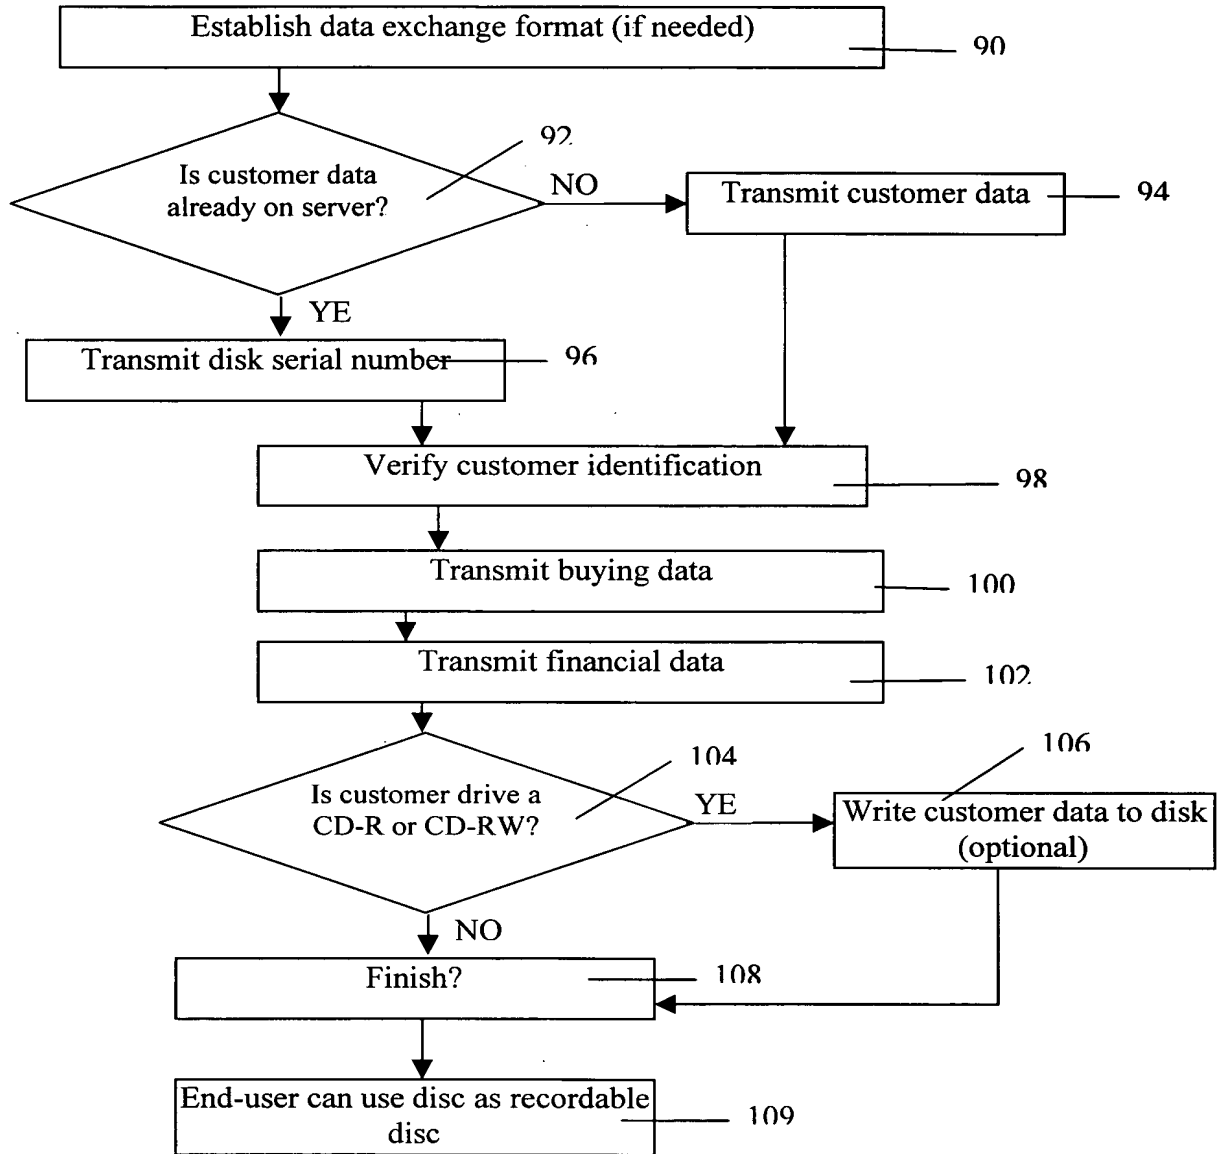 Establish data exchange format (if needed)
90
92
Is customer data
already on server?
NO
Transmit customer data
94
YE
Transmit disk serial number
96
Verify customer identification
98
Transmit buying data
100
Transmit financial data
102
104
106
Is customer drive a
CD-R or CD-RW?
YE
Write customer data to disk
(optional)
NO
Finish?
108
End-user can use disc as recordable
disc
109